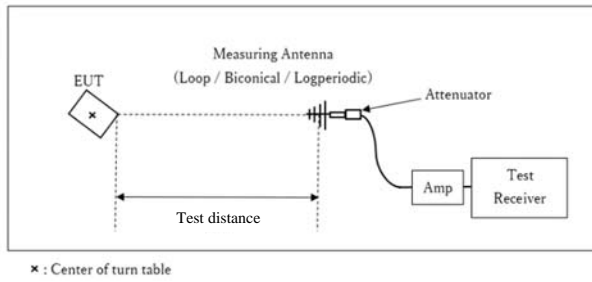 Measuring Antenna
(Loop / Biconical / Logperiodic)
EUT
Attenuator
Amp
Test
Receiver
Test distance
× : Center of turn table